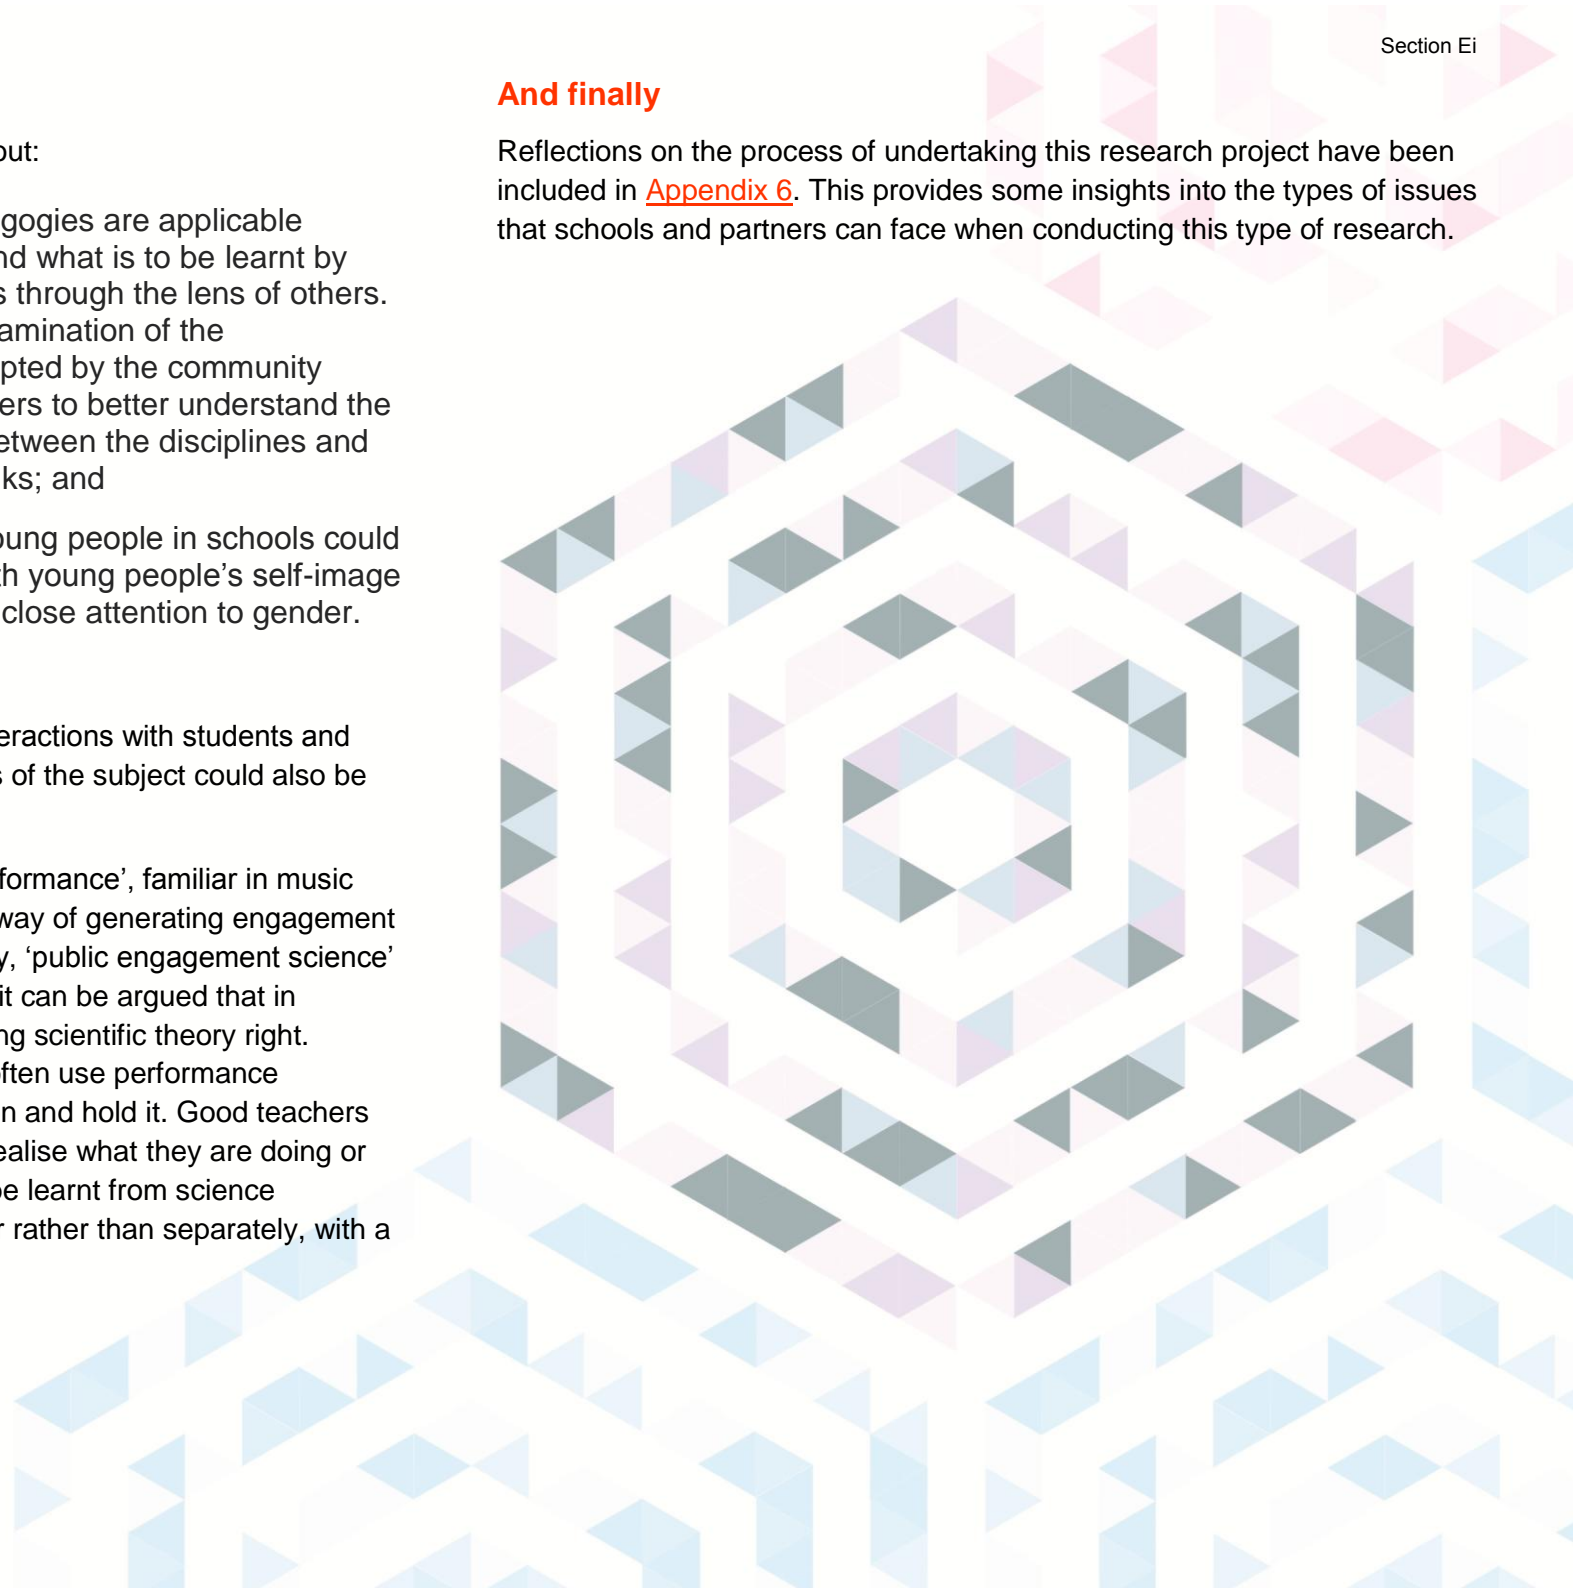 Section Ei
out:
gogies are applicable
nd what is to be learnt by
s through the lens of others.
amination of the
pted by the community
ers to better understand the
etween the disciplines and
ks; and
oung people in schools could
th young people’s self-image
close attention to gender.
eractions with students and
s of the subject could also be
formance’, familiar in music
way of generating engagement
y, ‘public engagement science’
it can be argued that in
ng scientific theory right.
often use performance
n and hold it. Good teachers
ealise what they are doing or
be learnt from science
r rather than separately, with a
And finally
Reflections on the process of undertaking this research project have been
included in Appendix 6. This provides some insights into the types of issues
that schools and partners can face when conducting this type of research.